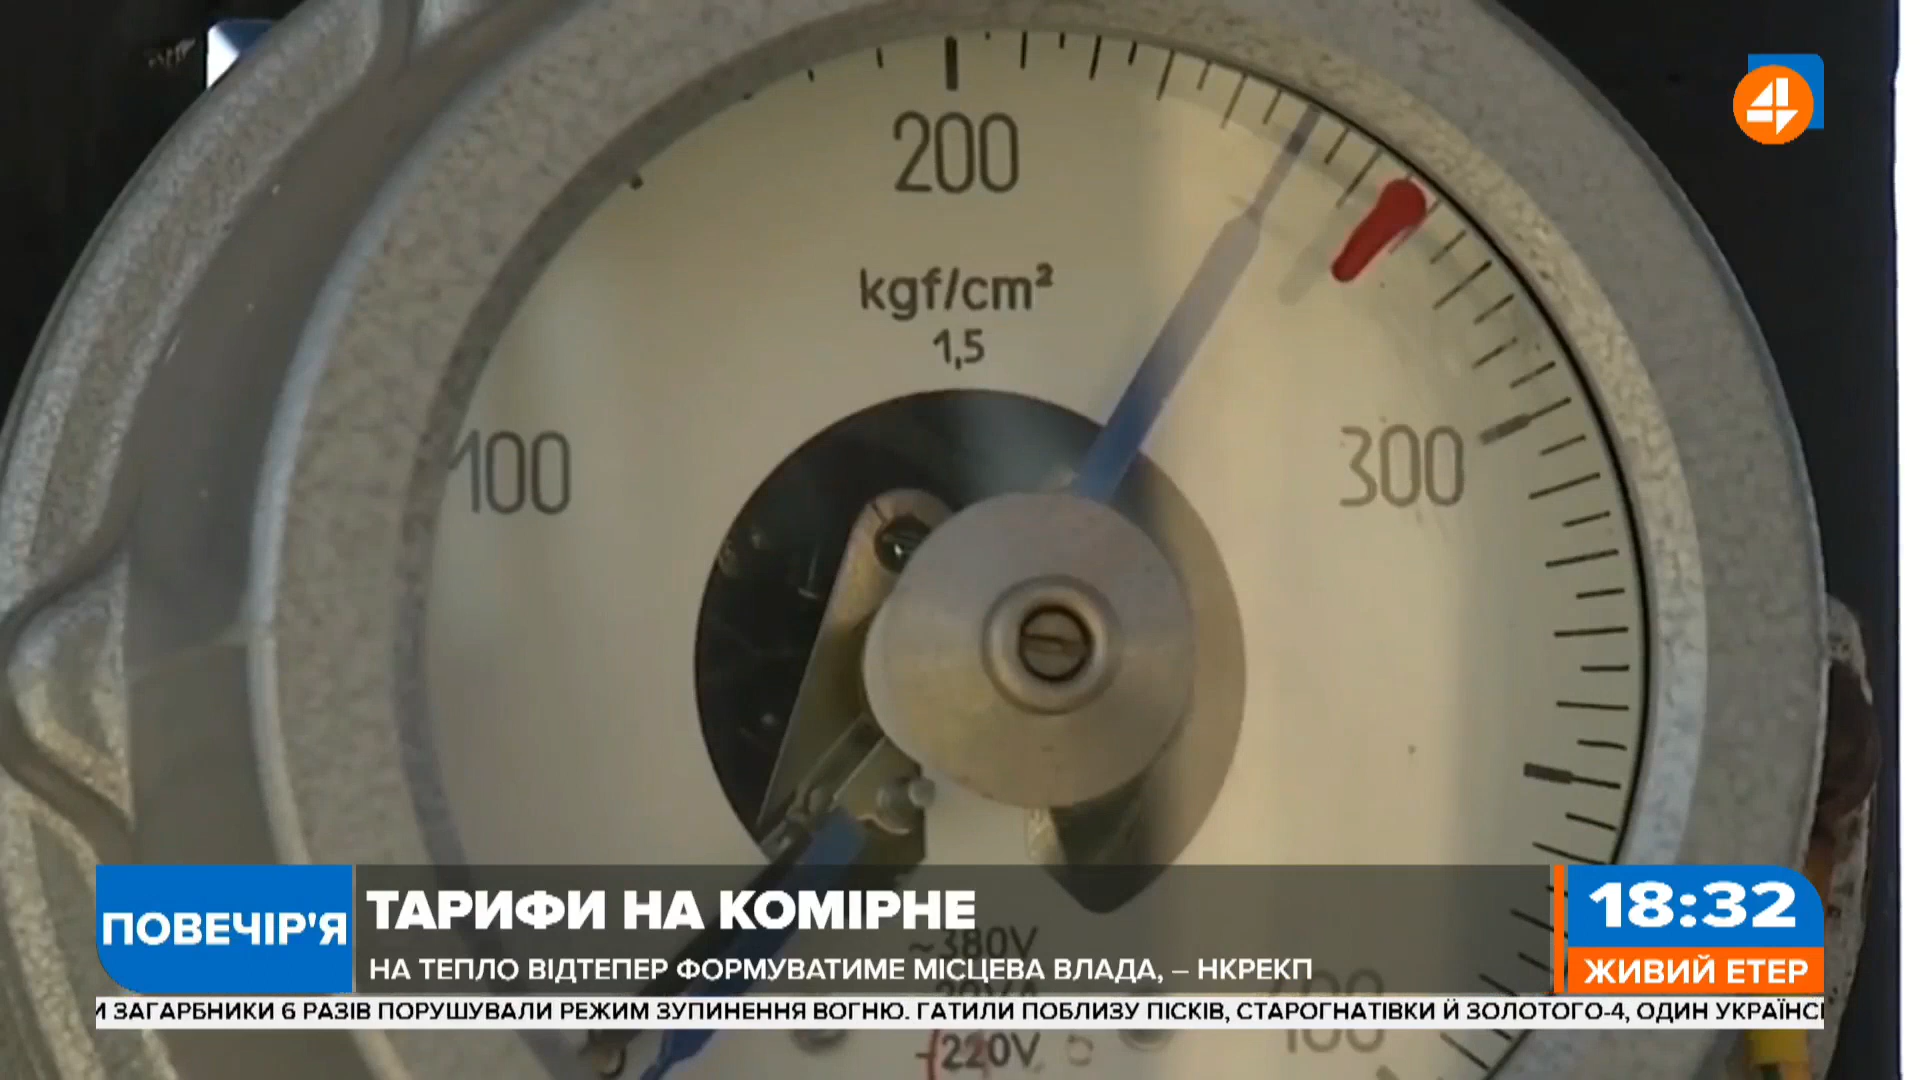 200
4
kgf/cm²
1,5
100
300
ПОВЕЧІР'Я
ТАРИФИ НА КОМІРНЕ
18:32
~380V
НА ТЕПЛО ВІДТЕПЕР ФОРМУВАТИМЕ МІСЦЕВА ВЛАДА, – НКРЕКП
ЖИВИЙ ЕТЕР
И ЗАГАРБНИКИ 6 РАЗІВ ПОРУШУВАЛИ РЕЖИМ ЗУПИНЕННЯ ВОГНЮ. ГАТИЛИ ПОБЛИЗУ ПІСКІВ, СТАРОГНАТІВКИ Й ЗОЛОТОГО-4, ОДИН УКРАЇНС
-220V